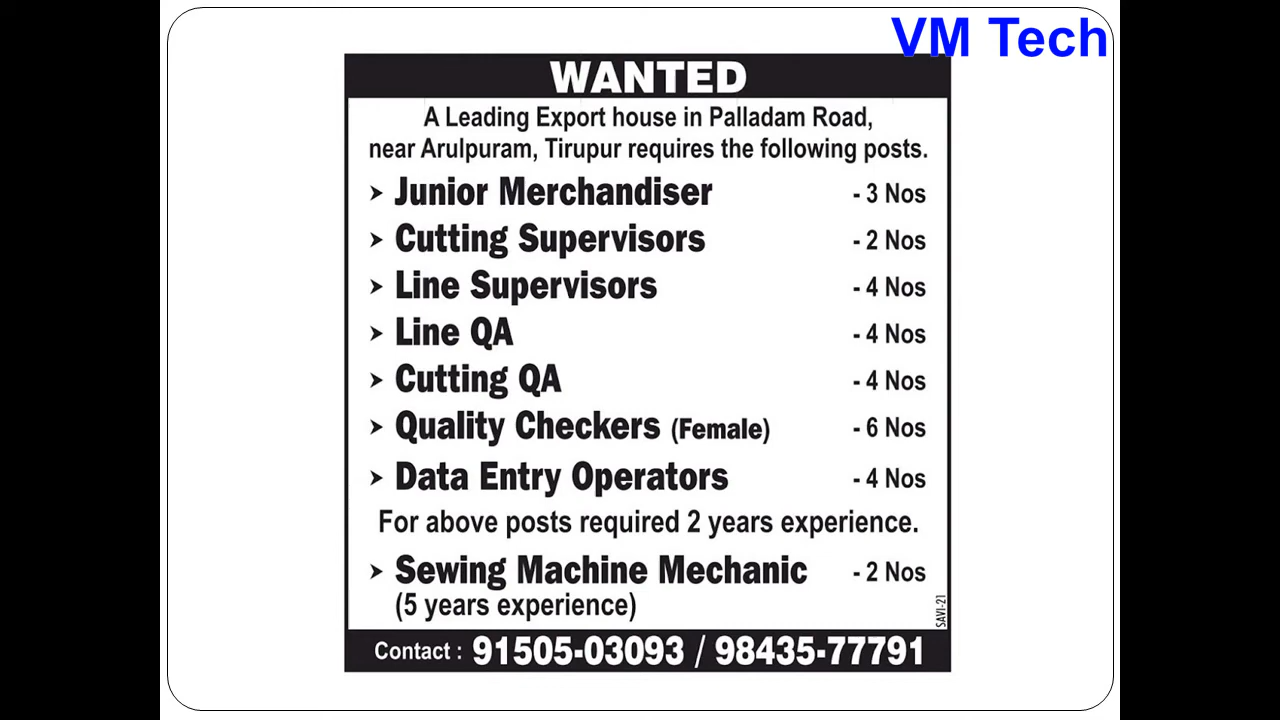 VM Tech
WANTED
A Leading Export house in Palladam Road,
near Arulpuram, Tirupur requires the following posts.
➤ Junior Merchandiser - 3 Nos
➤ Cutting Supervisors - 2 Nos
➤ Line Supervisors - 4 Nos
➤ Line QA - 4 Nos
➤ Cutting QA - 4 Nos
➤ Quality Checkers (Female) - 6 Nos
➤ Data Entry Operators - 4 Nos
For above posts required 2 years experience.
➤ Sewing Machine Mechanic - 2 Nos
(5 years experience)
SAVI-21
Contact : 91505-03093 / 98435-77791